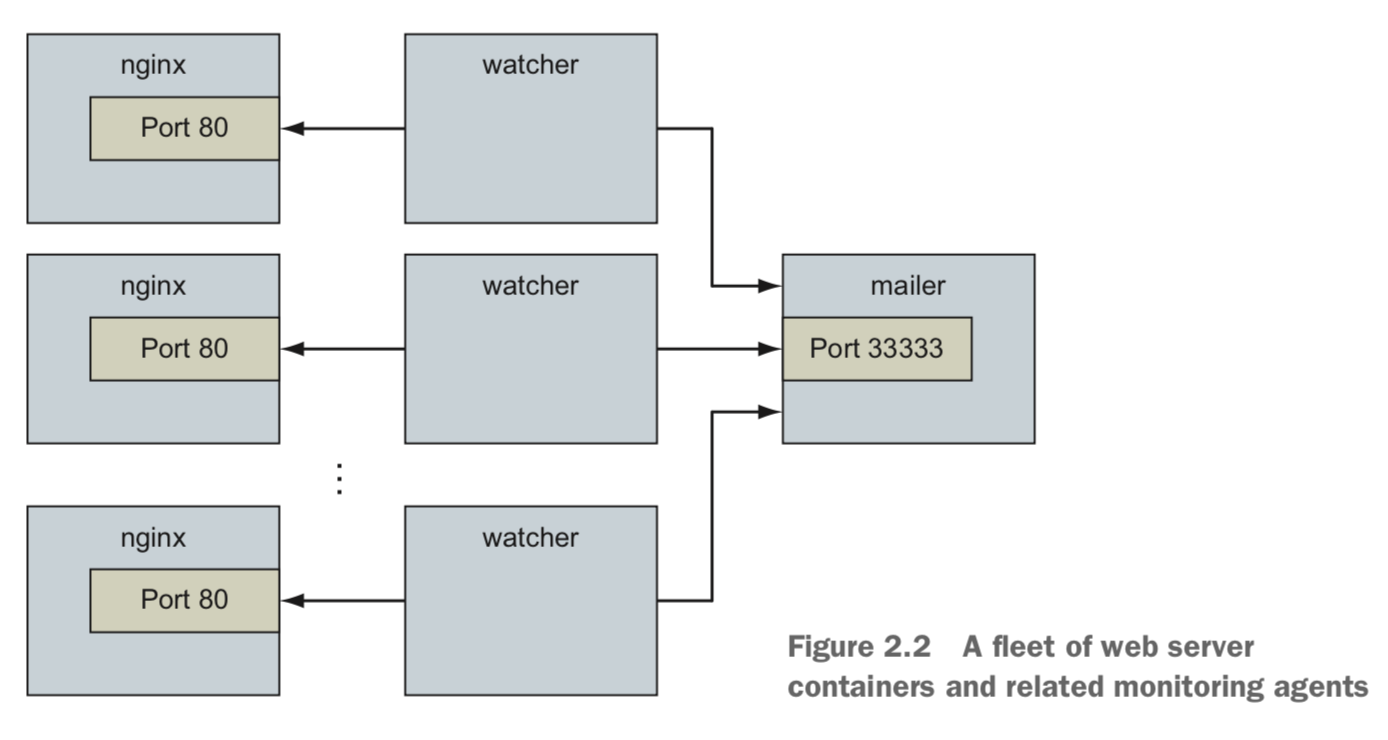 nginx
Port 80
watcher
nginx
Port 80
watcher
mailer
Port 33333
nginx
Port 80
watcher
Figure 2.2 A fleet of web server
containers and related monitoring agents